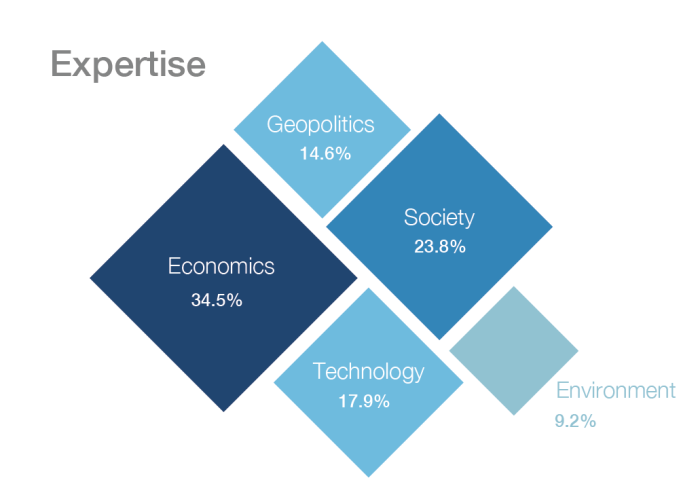 Expertise
Geopolitics
14.6%
Society
23.8%
Economics
34.5%
Technology
17.9%
Environment
9.2%